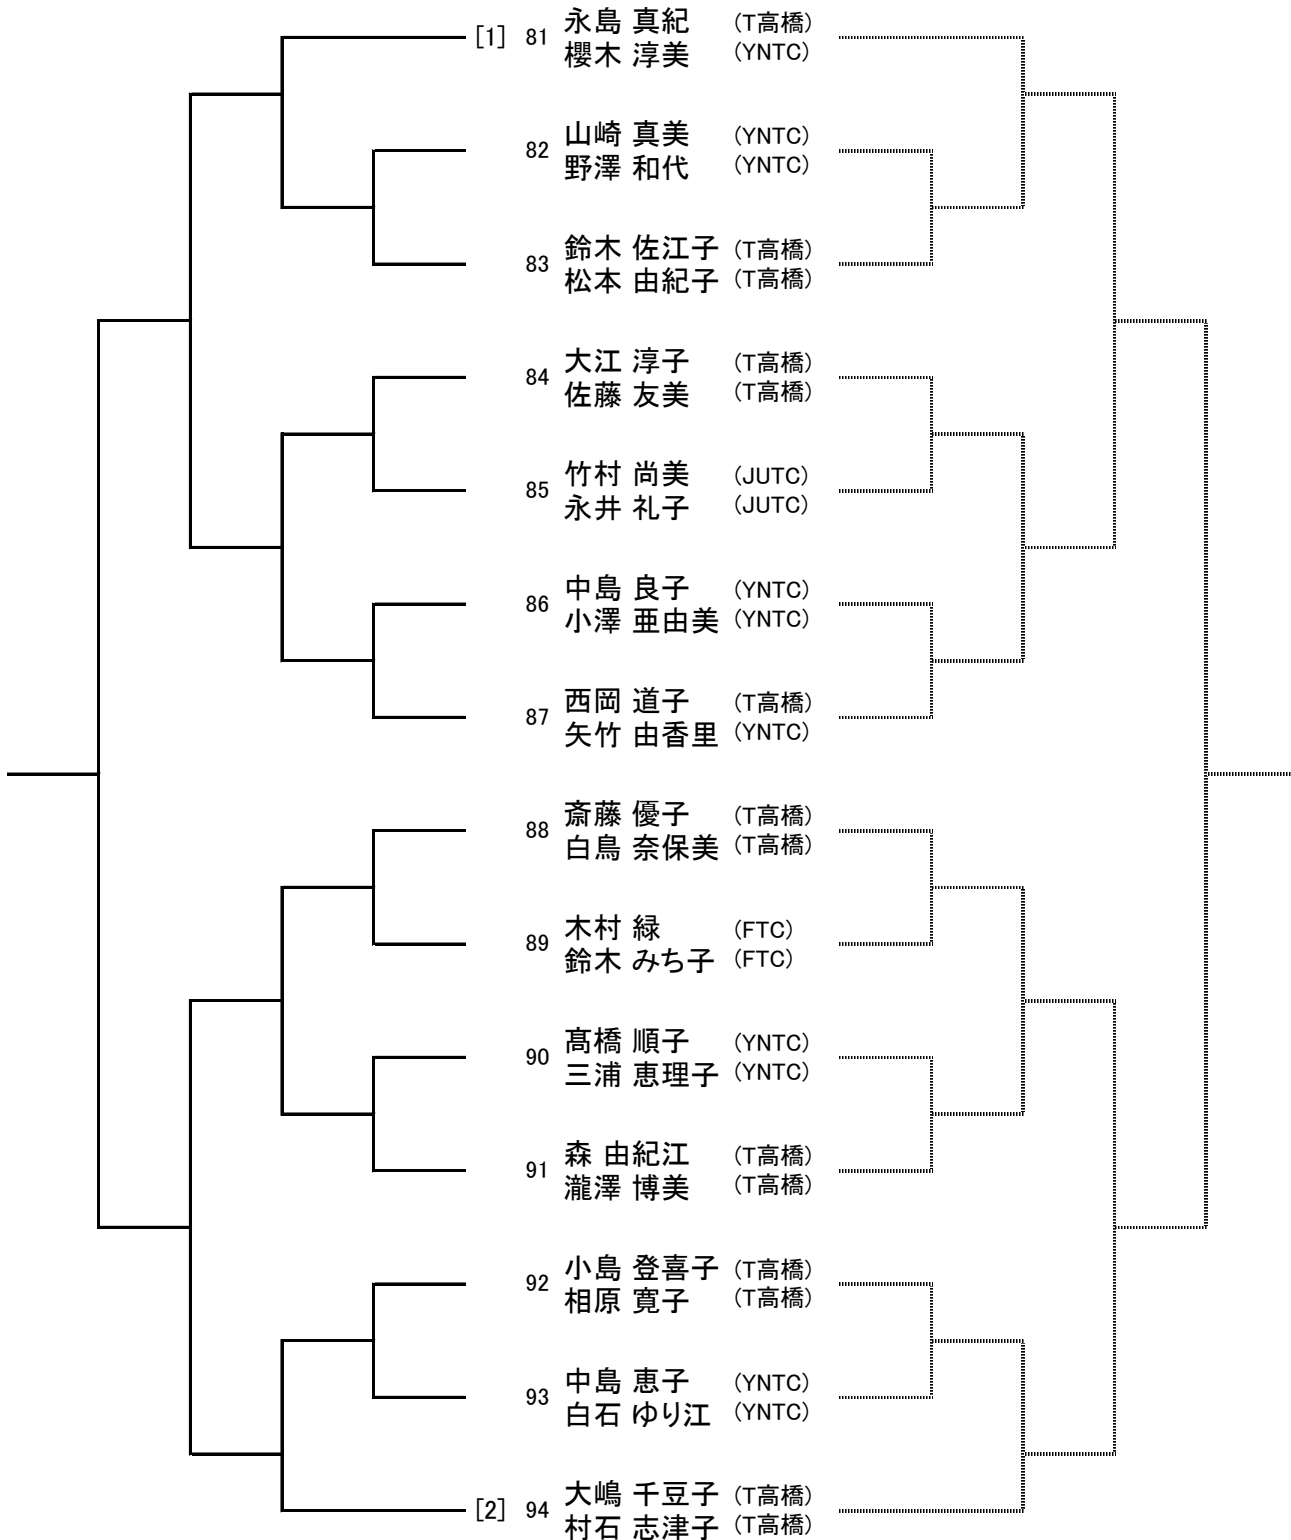 永島 真紀 (T高橋)
[1] 81
櫻木 淳美 (YNTC)
山崎 真美 (YNTC)
82
野澤 和代 (YNTC)
鈴木 佐江子 (T高橋)
83
松本 由紀子 (T高橋)
大江 淳子 (T高橋)
84
佐藤 友美 (T高橋)
竹村 尚美 (JUTC)
85
永井 礼子 (JUTC)
中島 良子 (YNTC)
86
小澤 亜由美 (YNTC)
西岡 道子 (T高橋)
87
矢竹 由香里 (YNTC)
斎藤 優子 (T高橋)
88
白鳥 奈保美 (T高橋)
木村 緑 (FTC)
89
鈴木 みち子 (FTC)
髙橋 順子 (YNTC)
90
三浦 恵理子 (YNTC)
森 由紀江 (T高橋)
91
瀧澤 博美 (T高橋)
小島 登喜子 (T高橋)
92
相原 寛子 (T高橋)
中島 恵子 (YNTC)
93
白石 ゆり江 (YNTC)
大嶋 千豆子 (T高橋)
[2] 94
村石 志津子 (T高橋)